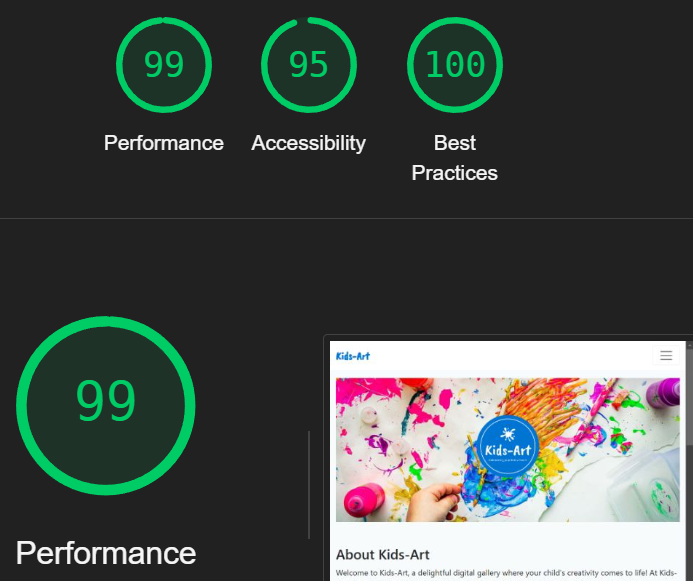 99
95
100
Performance
Accessibility
Best
Practices
99
Performance
Kids-Art
Kids-Art
About Kids-Art
Welcome to Kids-Art, a delightful digital gallery where your child's creativity comes to life! At Kids-